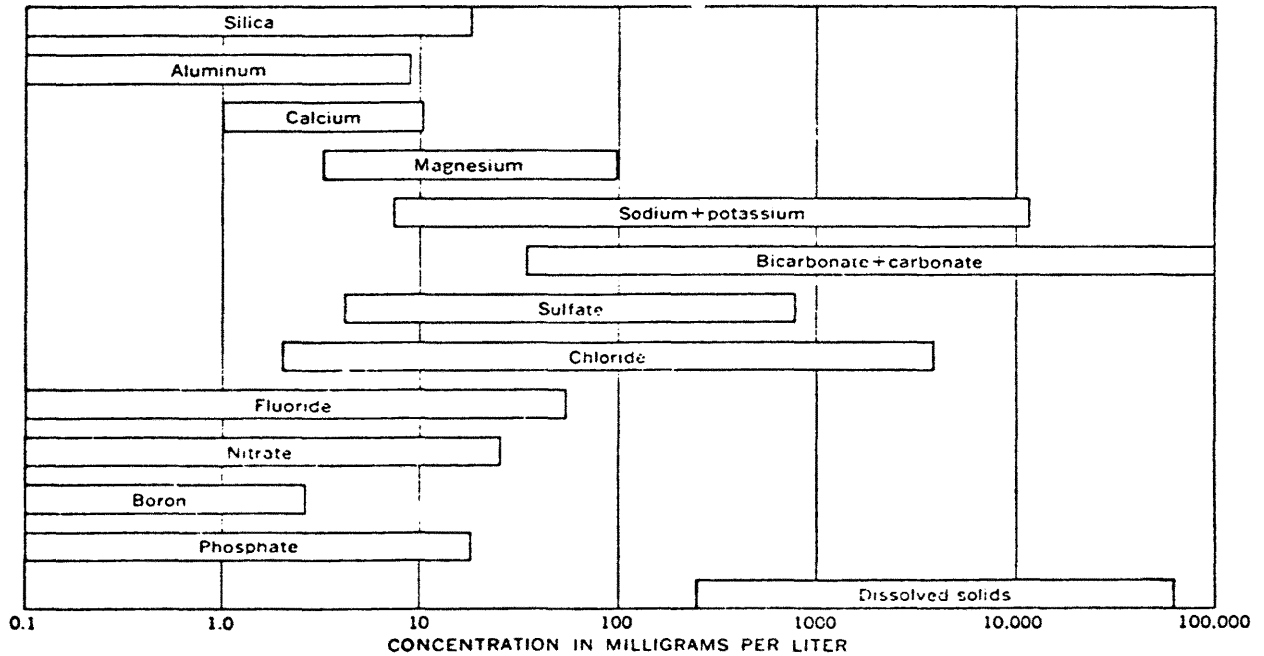 Silica
Aluminum
Calcium
Magnesium
Sodium+potassium
Bicarbonate+carbonate
Sulfate
Chloride
Fluoride
Nitrate
Boron
Phosphate
Dissolved solids
0.1 1.0 10 100 1000 10.000 100.000
CONCENTRATION IN MILLIGRAMS PER LITER